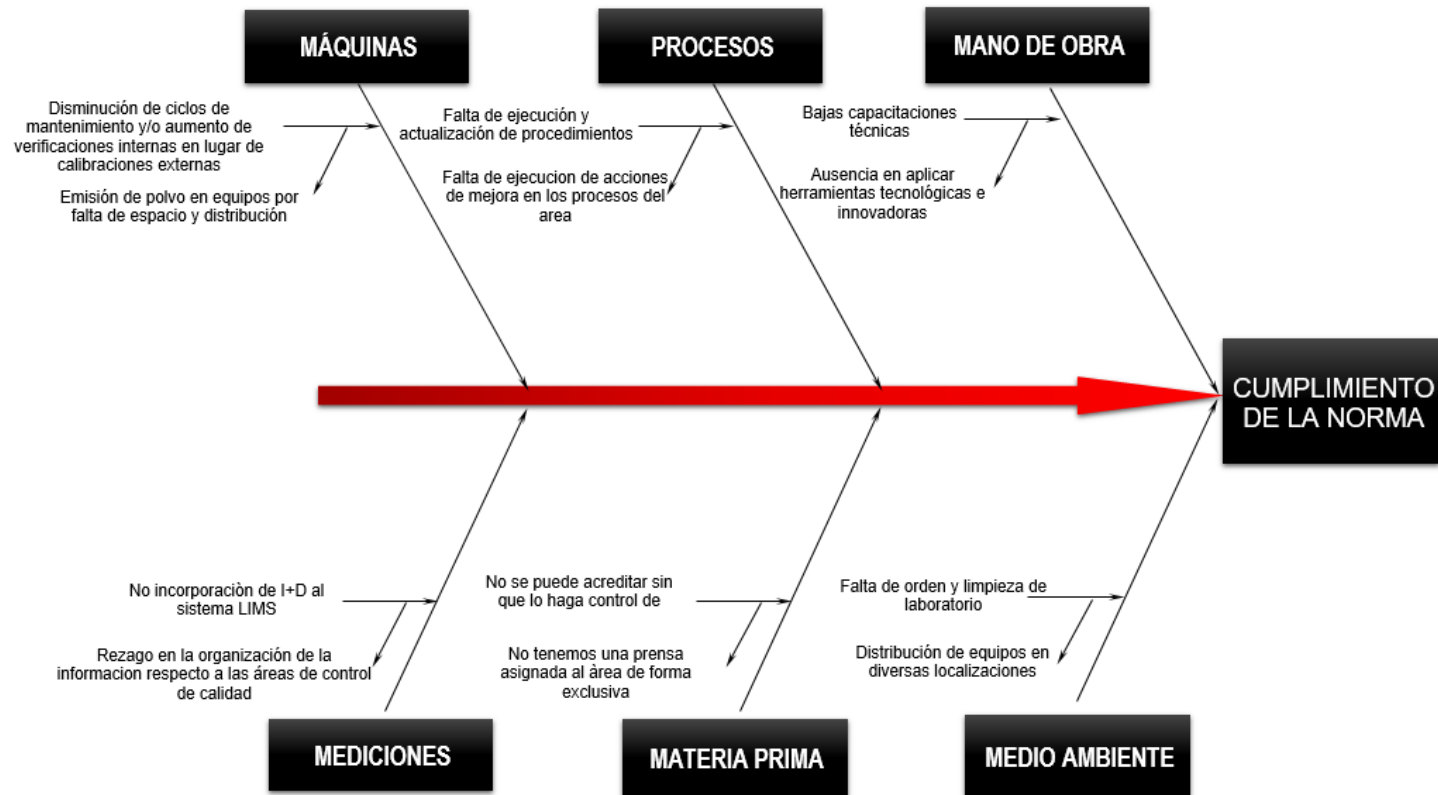 MÁQUINAS
PROCESOS
MANO DE OBRA
Disminución de ciclos de
mantenimiento y/o aumento de
verificaciones internas en lugar de
calibraciones externas
Emisión de polvo en equipos por
falta de espacio y distribución
Falta de ejecución y
actualización de procedimientos
Falta de ejecucion de acciones
de mejora en los procesos del
area
Bajas capacitaciones
técnicas
Ausencia en aplicar
herramientas tecnológicas e
innovadoras
CUMPLIMIENTO
DE LA NORMA
No incorporaciòn de I+D al
sistema LIMS
Rezago en la organización de la
informacion respecto a las áreas de control
de calidad
No se puede acreditar sin
que lo haga control de
No tenemos una prensa
asignada al àrea de forma
exclusiva
Falta de orden y limpieza de
laboratorio
Distribución de equipos en
diversas localizaciones
MEDICIONES
MATERIA PRIMA
MEDIO AMBIENTE